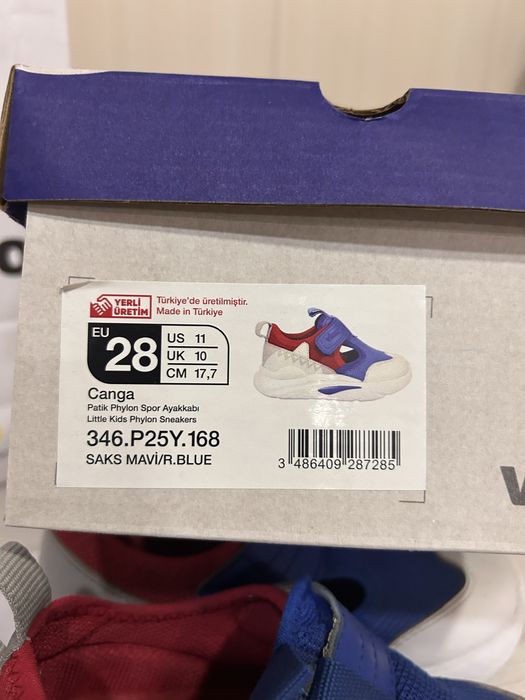 YERLİ
ÜRETİM
Türkiye'de üretilmiştir.
Made in Türkiye
EU
28
US 11
UK 10
CM 17,7
Canga
Patik Phylon Spor Ayakkabı
Little Kids Phylon Sneakers
346.P25Y.168
SAKS MAVİ/R.BLUE
3 486409 287285